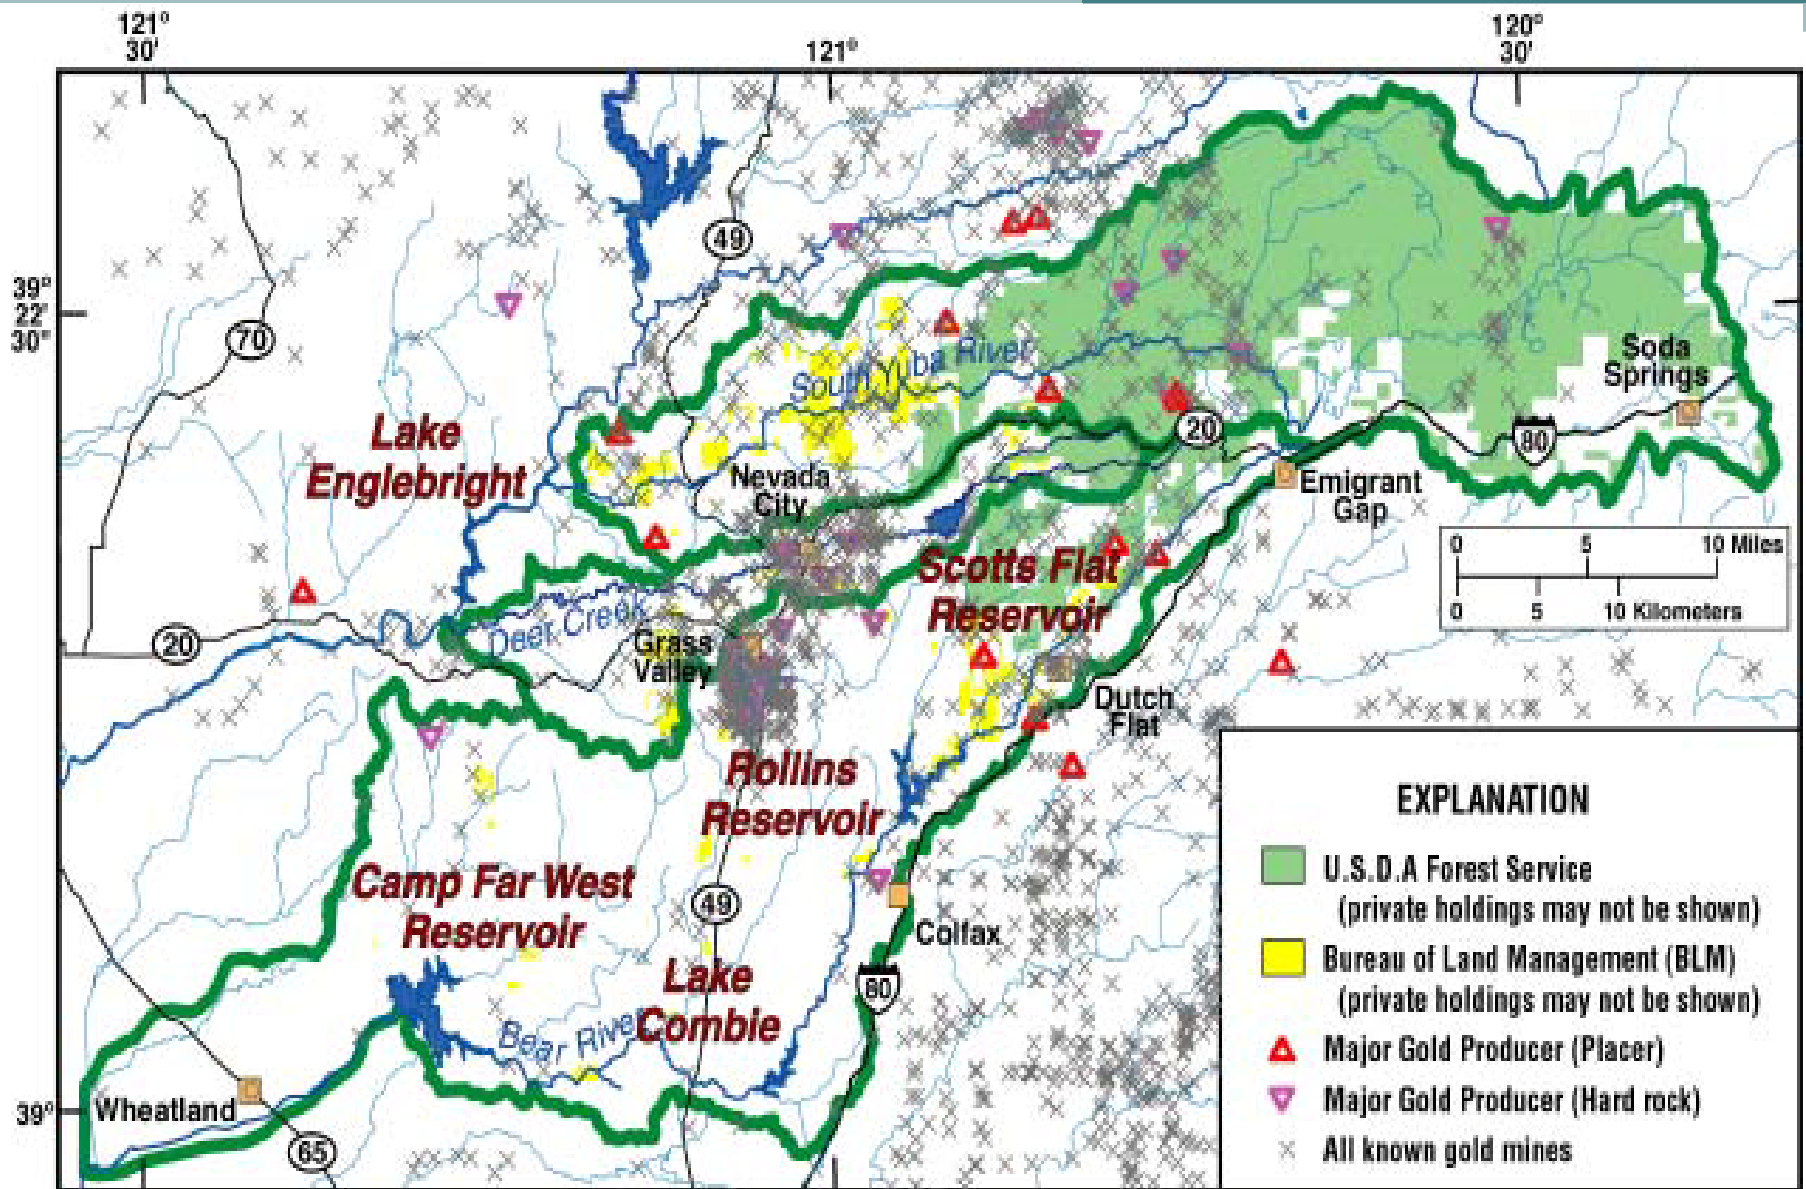 121°
30'
121°
120°
30'
49
39°
22'
30"
70
South Yuba River
Soda
Springs
Lake
Englebright
20
80
Nevada
City
Emigrant
Gap
0 5 10 Miles
0 5 10 Kilometers
Scotts Flat
Reservoir
Deer Creek
20
Grass
Valley
Dutch
Flat
Rollins
Reservoir
Camp Far West
Reservoir
49
Colfax
Lake
Combie
80
Bear River
39°
Wheatland
65
EXPLANATION
U.S.D.A Forest Service
(private holdings may not be shown)
Bureau of Land Management (BLM)
(private holdings may not be shown)
Major Gold Producer (Placer)
Major Gold Producer (Hard rock)
All known gold mines